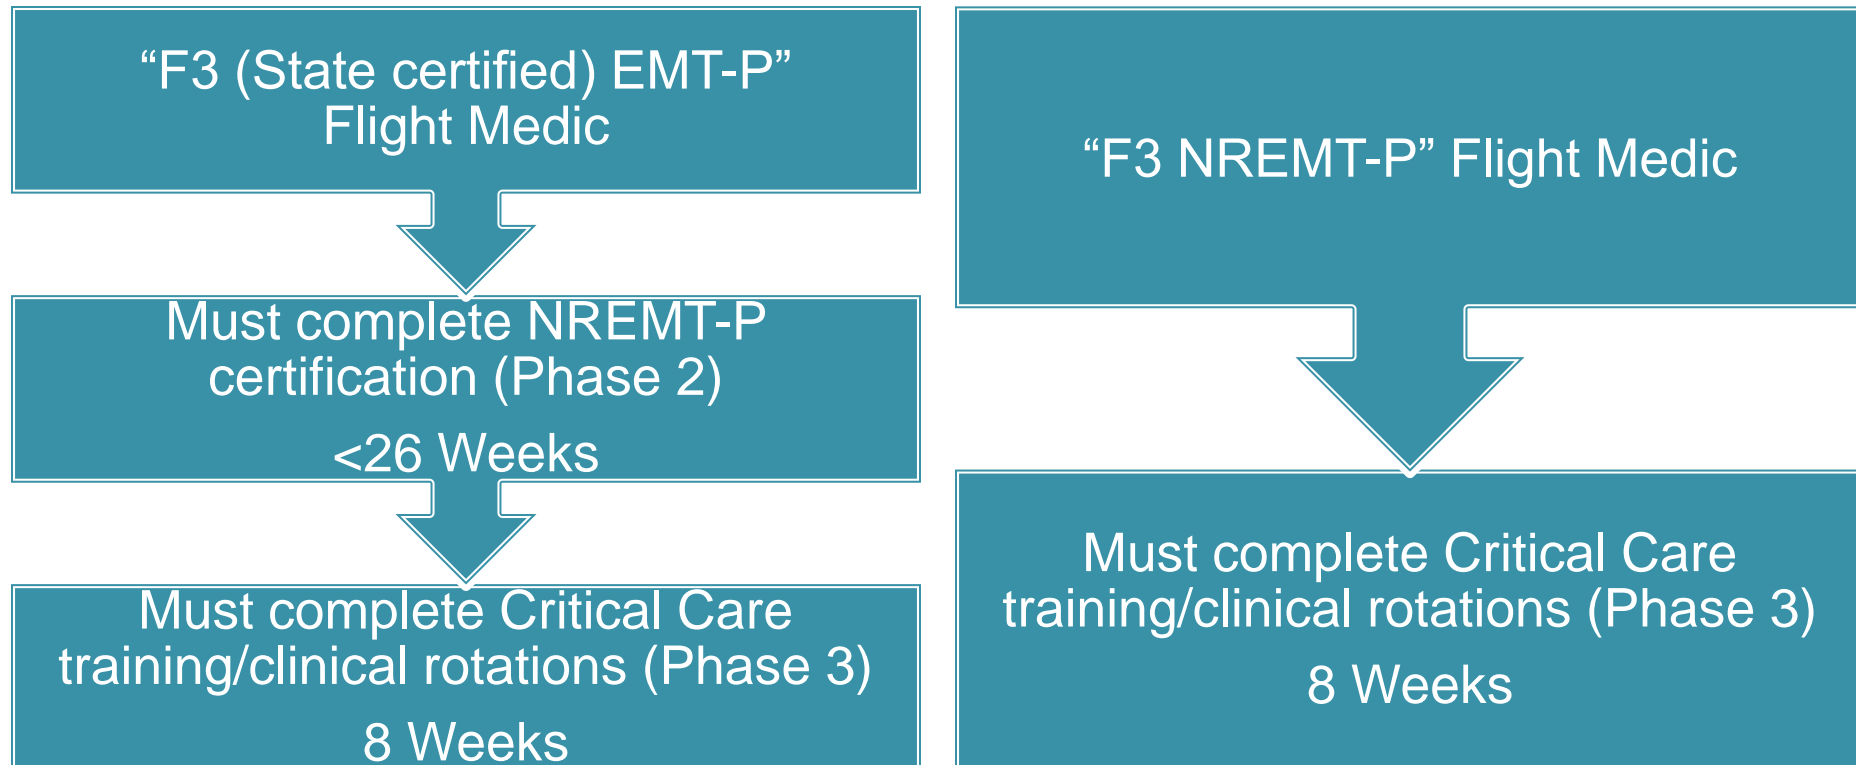 “F3 (State certified) EMT-P”
Flight Medic
Must complete NREMT-P
certification (Phase 2)
<26 Weeks
Must complete Critical Care
training/clinical rotations (Phase 3)
8 Weeks
“F3 NREMT-P” Flight Medic
Must complete Critical Care
training/clinical rotations (Phase 3)
8 Weeks